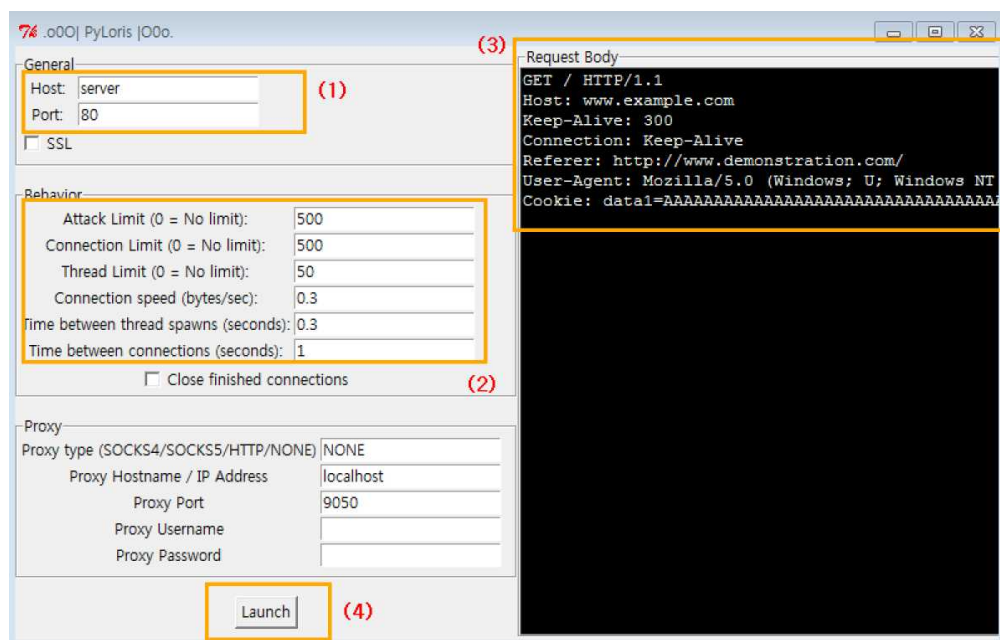 .o0O| PyLoris |O0o.
General
Host: server
Port: 80
(1)
SSL
Behavior
Attack Limit (0 = No limit): 500
Connection Limit (0 = No limit): 500
Thread Limit (0 = No limit): 50
Connection speed (bytes/sec): 0.3
Time between thread spawns (seconds): 0.3
Time between connections (seconds): 1
Close finished connections
(2)
Proxy
Proxy type (SOCKS4/SOCKS5/HTTP/NONE) NONE
Proxy Hostname / IP Address localhost
Proxy Port 9050
Proxy Username
Proxy Password
Launch
(4)
(3)
Request Body
GET / HTTP/1.1
Host: www.example.com
Keep-Alive: 300
Connection: Keep-Alive
Referer: http://www.demonstration.com/
User-Agent: Mozilla/5.0 (Windows; U; Windows NT
Cookie: data1=AAAAAAAAAAAAAAAAAAAAAAAAAAAAAAAAAA